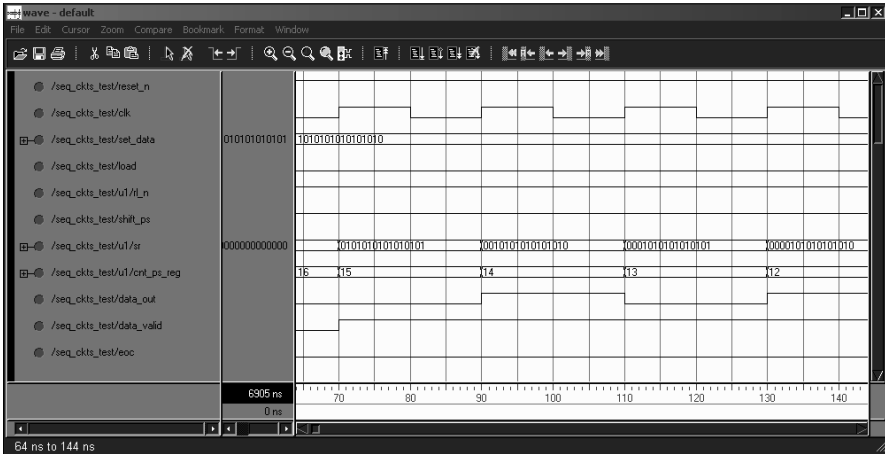 wave - default
File Edit Cursor Zoom Compare Bookmark Format Window
/seq_ckts_test/reset_n
/seq_ckts_test/clk
/seq_ckts_test/set_data 010101010101 1010101010101010
/seq_ckts_test/load
/seq_ckts_test/u1/rl_n
/seq_ckts_test/shift_ps
/seq_ckts_test/u1/sr 000000000000 0101010101010101 0010101010101010 0001010101010101 0000101010101010
/seq_ckts_test/u1/cnt_ps_reg 16 15 14 13 12
/seq_ckts_test/data_out
/seq_ckts_test/data_valid
/seq_ckts_test/eoc
6905 ns 70 80 90 100 110 120 130 140
0 ns
64 ns to 144 ns